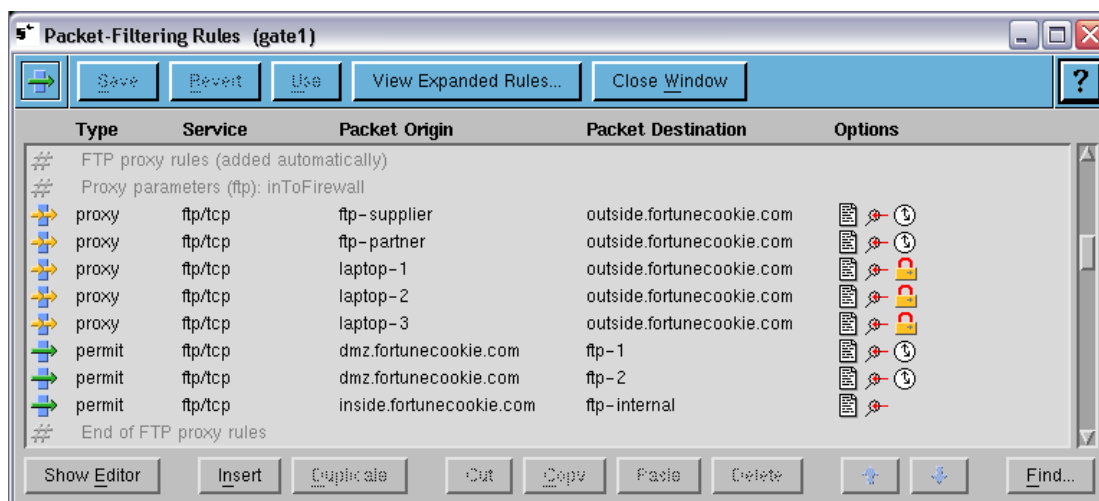 Packet-Filtering Rules (gate1)
Save Revert Use View Expanded Rules... Close Window ?
Type Service Packet Origin Packet Destination Options
# FTP proxy rules (added automatically)
# Proxy parameters (ftp): inToFirewall
proxy ftp/tcp ftp-supplier outside.fortunecookie.com
proxy ftp/tcp ftp-partner outside.fortunecookie.com
proxy ftp/tcp laptop-1 outside.fortunecookie.com
proxy ftp/tcp laptop-2 outside.fortunecookie.com
proxy ftp/tcp laptop-3 outside.fortunecookie.com
permit ftp/tcp dmz.fortunecookie.com ftp-1
permit ftp/tcp dmz.fortunecookie.com ftp-2
permit ftp/tcp inside.fortunecookie.com ftp-internal
# End of FTP proxy rules
Show Editor Insert Duplicate Cut Copy Paste Delete Find...